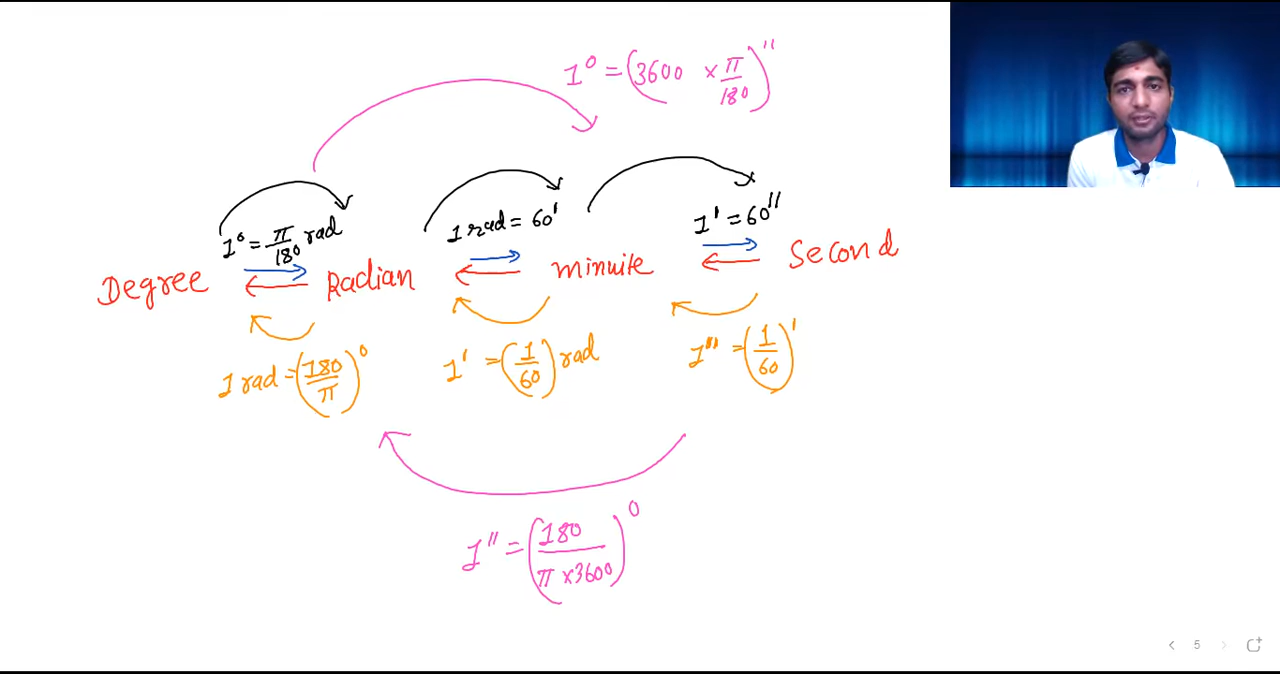 1° = (3600 × π/180)″
1° = π/180 rad
1 rad = 60′
1′ = 60″
Degree
Radian
minuite
Second
1 rad = (180/π)°
1′ = (1/60) rad
1‴ = (1/60)′
1″ = (180/π×3600)°
5